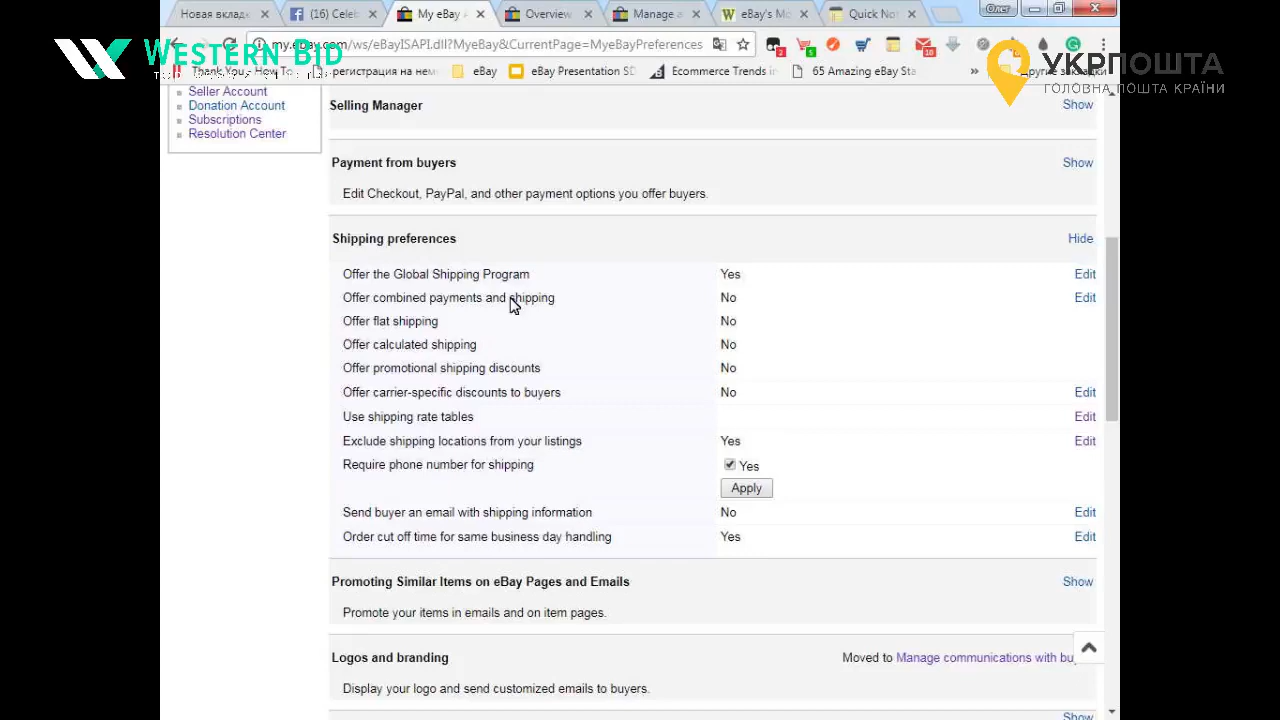 Новая вклад
(16) Celeb
My eBay
Overview
Manage a
eBay's M
Quick No
Олег
my.ebay.com/ws/eBayISAPI.dll?MyeBay&CurrentPage=MyeBayPreferences
WESTERN BID
УКРПОШТА
ГОЛОВНА ПОШТА КРАЇНИ
Thank You - How To
регистрация на нем
eBay
eBay Presentation SD
Ecommerce Trends in
65 Amazing eBay Sta
»
Другие закладки
Seller Account
Donation Account
Subscriptions
Resolution Center
Selling Manager Show
Payment from buyers Show
Edit Checkout, PayPal, and other payment options you offer buyers.
Shipping preferences Hide
Offer the Global Shipping Program Yes Edit
Offer combined payments and shipping No Edit
Offer flat shipping No
Offer calculated shipping No
Offer promotional shipping discounts No
Offer carrier-specific discounts to buyers No Edit
Use shipping rate tables Edit
Exclude shipping locations from your listings Yes Edit
Require phone number for shipping Yes
Apply
Send buyer an email with shipping information No Edit
Order cut off time for same business day handling Yes Edit
Promoting Similar Items on eBay Pages and Emails Show
Promote your items in emails and on item pages.
Logos and branding Moved to Manage communications with bu
Display your logo and send customized emails to buyers.
Show